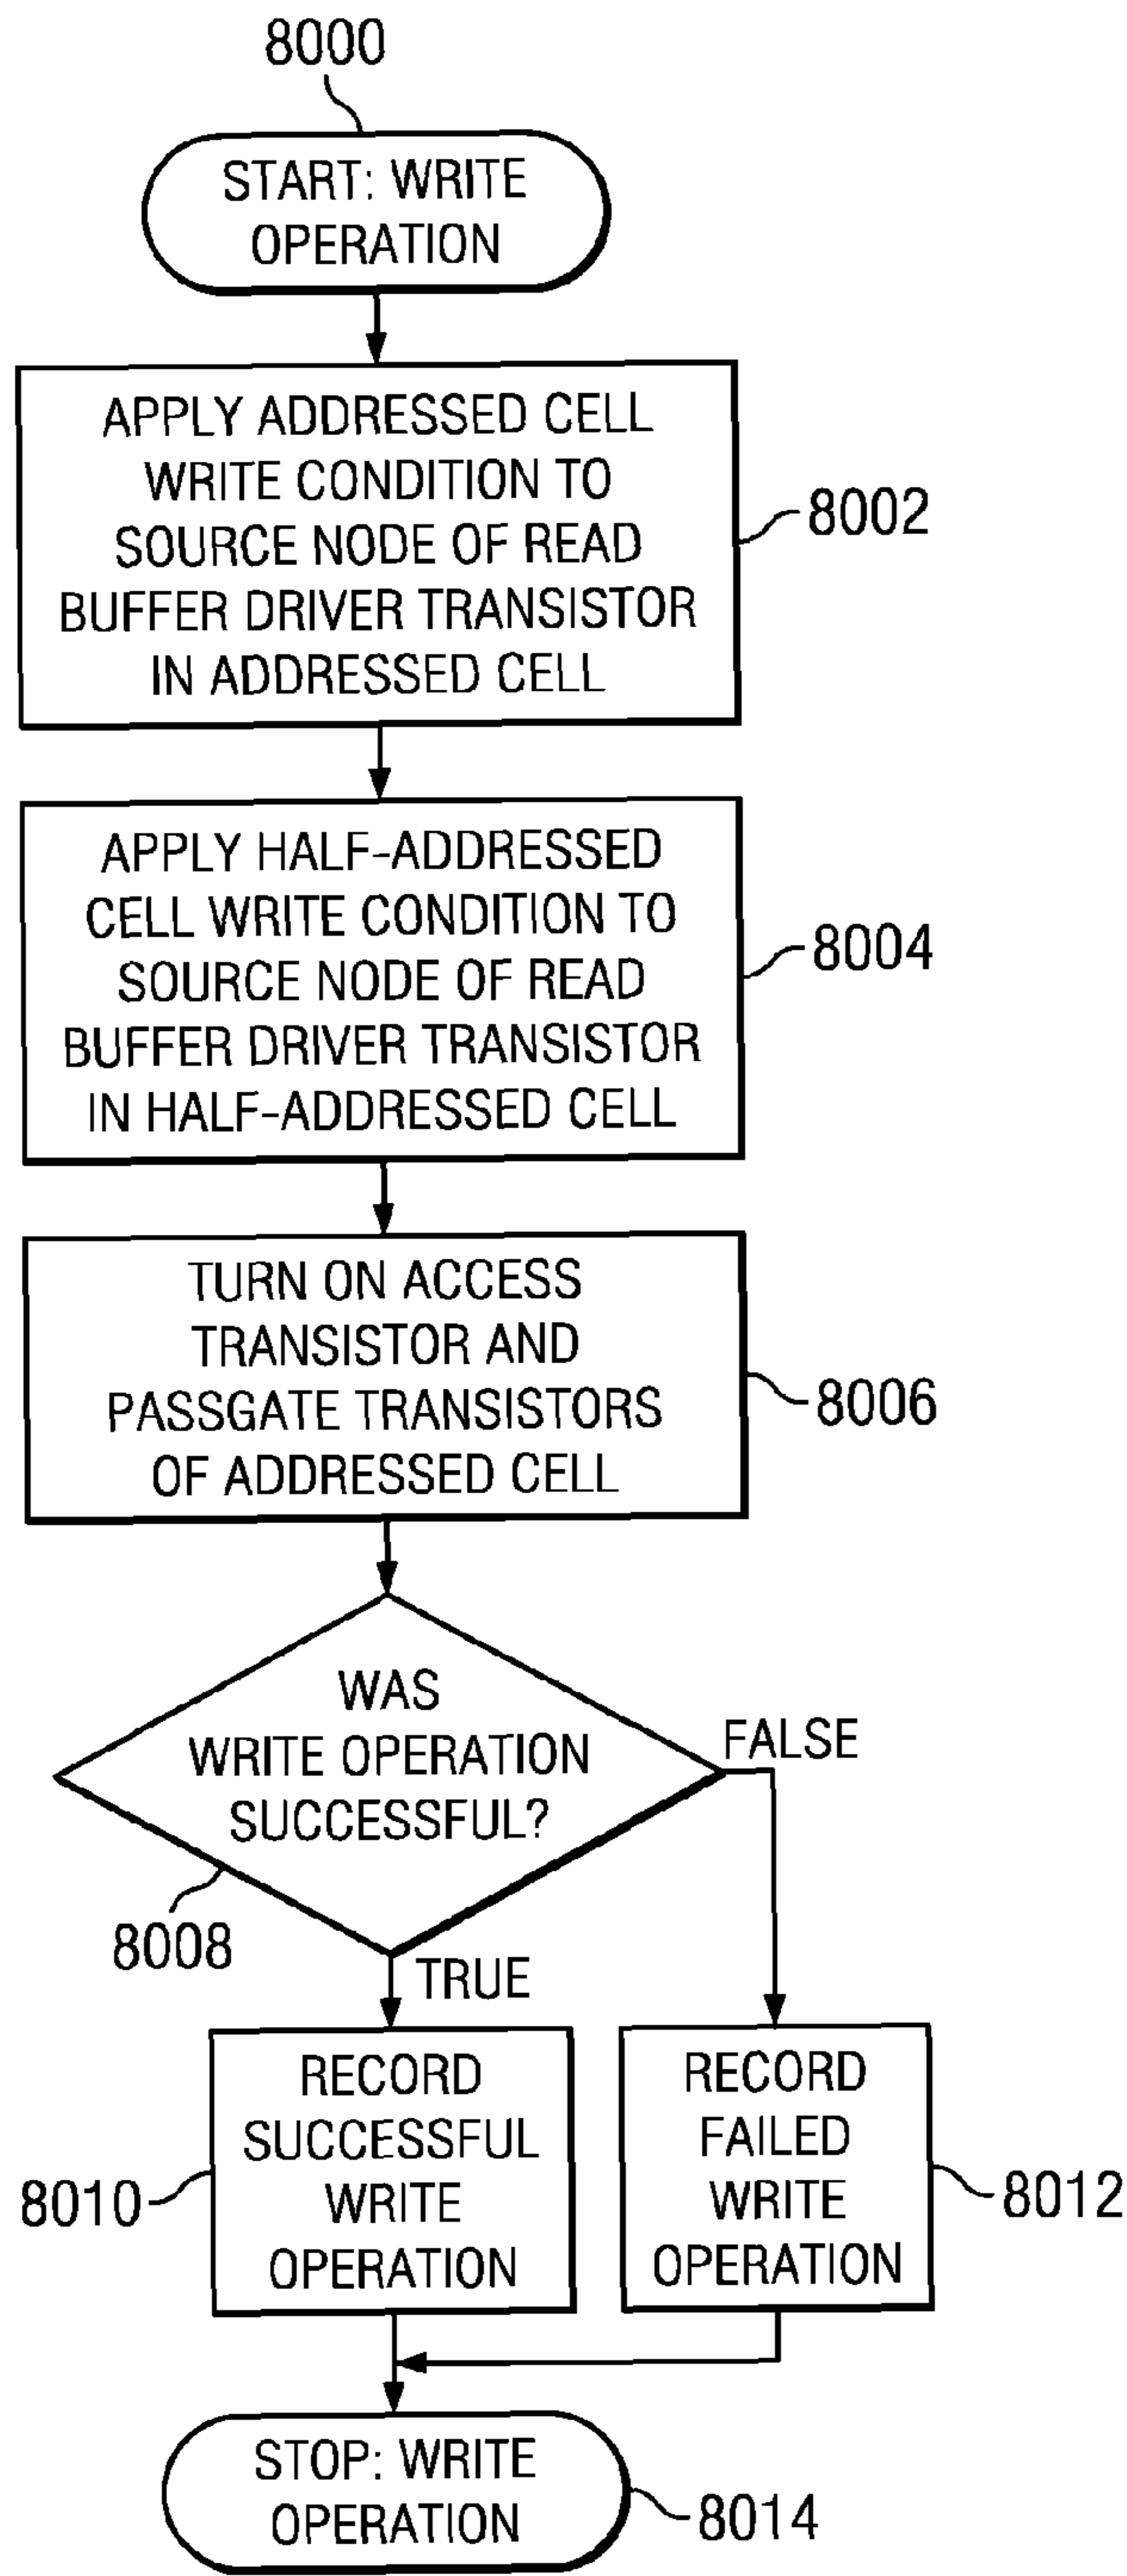 8000
START: WRITE
OPERATION
APPLY ADDRESSED CELL
WRITE CONDITION TO
SOURCE NODE OF READ
BUFFER DRIVER TRANSISTOR
IN ADDRESSED CELL
8002
APPLY HALF-ADDRESSED
CELL WRITE CONDITION TO
SOURCE NODE OF READ
BUFFER DRIVER TRANSISTOR
IN HALF-ADDRESSED CELL
8004
TURN ON ACCESS
TRANSISTOR AND
PASSGATE TRANSISTORS
OF ADDRESSED CELL
8006
WAS
WRITE OPERATION
SUCCESSFUL?
FALSE
8008
TRUE
RECORD
SUCCESSFUL
WRITE
OPERATION
8010
RECORD
FAILED
WRITE
OPERATION
8012
STOP: WRITE
OPERATION
8014